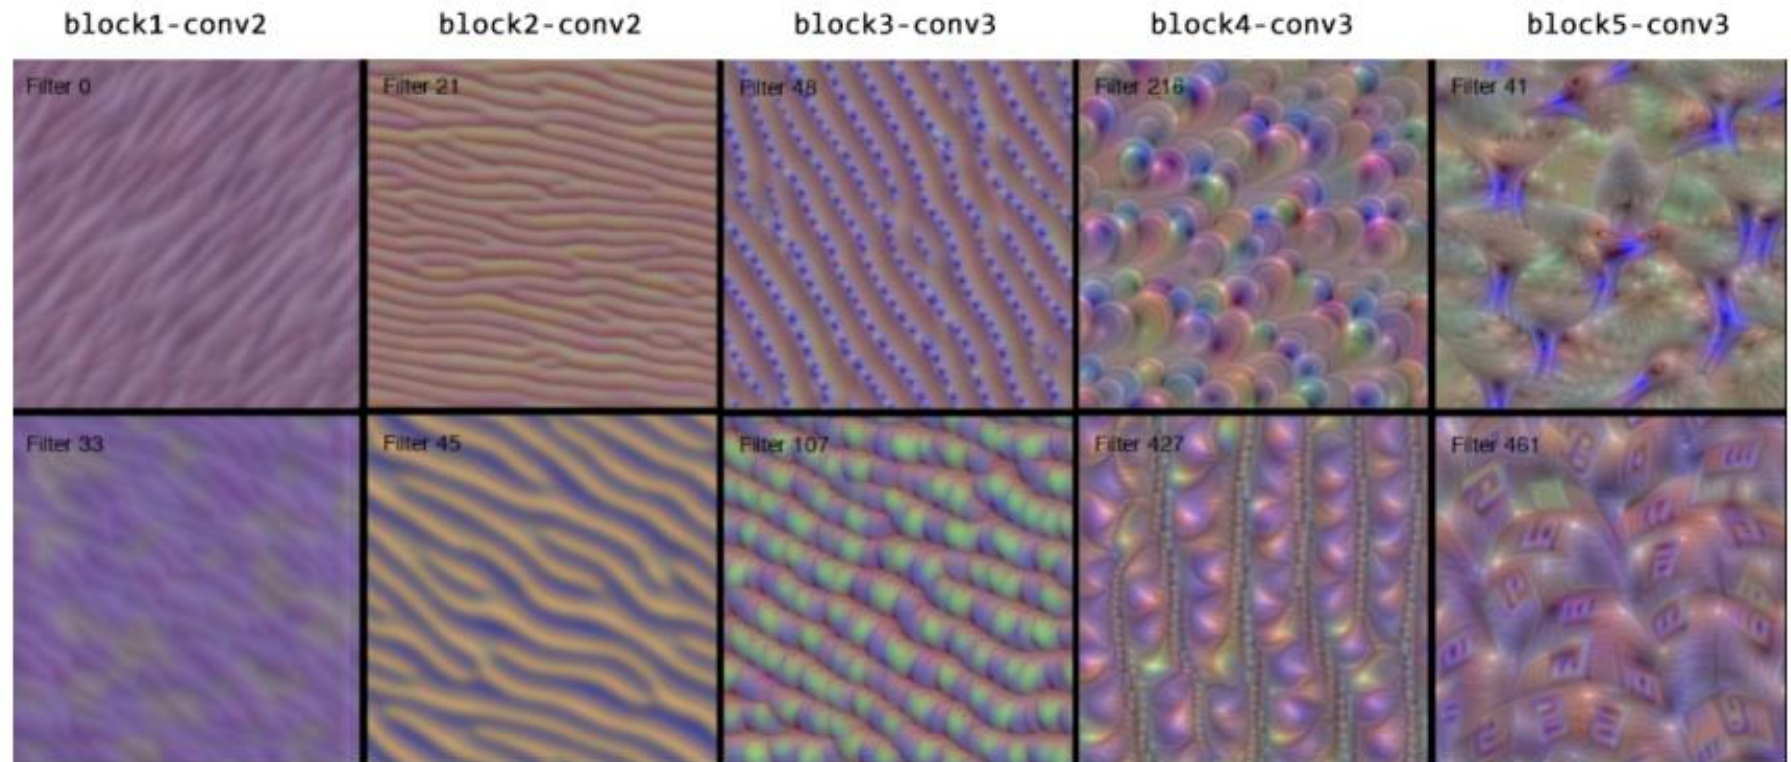 block1-conv2 block2-conv2 block3-conv3 block4-conv3 block5-conv3
Filter 0 Filter 21 Filter 48 Filter 216 Filter 41
Filter 33 Filter 45 Filter 107 Filter 427 Filter 461